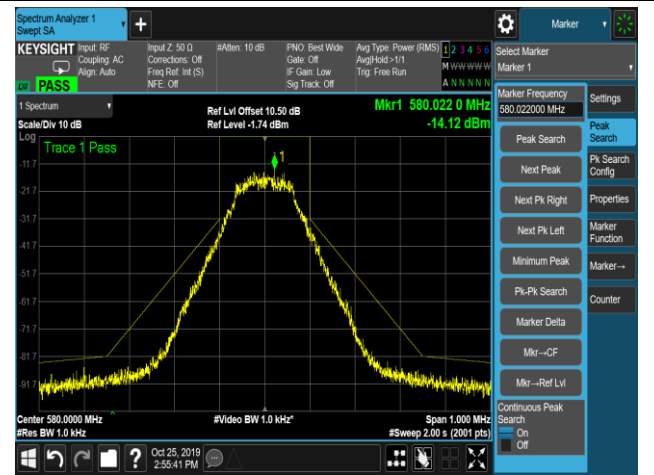 Spectrum Analyzer 1
Swept SA
+
Marker
KEYSIGHT
Input: RF
Coupling: AC
Align: Auto
Input Z: 50 Ω
Corrections: Off
Freq Ref: Int (S)
NFE: Off
#Atten: 10 dB
PNO: Best Wide
Gate: Off
IF Gain: Low
Sig Track: Off
Avg Type: Power (RMS)
Avg|Hold:>1/1
Trig: Free Run
1 2 3 4 5 6
M W W W W W
A N N N N N
LXI
PASS
Select Marker
Marker 1
1 Spectrum
Scale/Div 10 dB
Ref Lvl Offset 10.50 dB
Ref Level -1.74 dBm
Mkr1 580.022 0 MHz
-14.12 dBm
Log
Trace 1 Pass
1
-11.7
-21.7
-31.7
-41.7
-51.7
-61.7
-71.7
-81.7
-91.7
Center 580.0000 MHz
#Res BW 1.0 kHz
#Video BW 1.0 kHz*
Span 1.000 MHz
#Sweep 2.00 s (2001 pts)
Marker Frequency
580.022000 MHz
Peak Search
Next Peak
Next Pk Right
Next Pk Left
Minimum Peak
Pk-Pk Search
Marker Delta
Mkr→CF
Mkr→Ref Lvl
Continuous Peak
Search
On
Off
Settings
Peak
Search
Pk Search
Config
Properties
Marker
Function
Marker→
Counter
?
Oct 25, 2019
2:55:41 PM